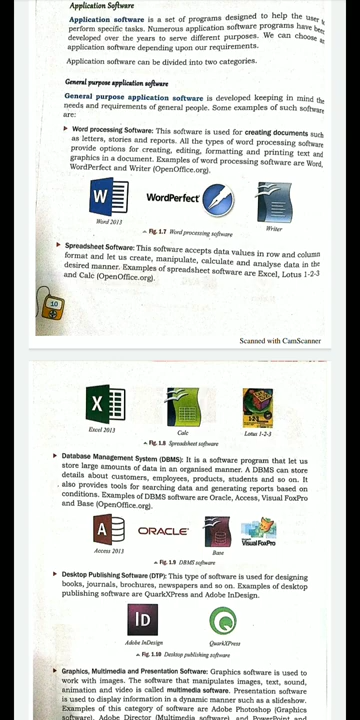 Application Software
Application software is a set of programs designed to help the user to
perform specific tasks. Numerous application software programs have been
developed over the years to serve different purposes. We can choose an
application software depending upon our requirements.
Application software can be divided into two categories.
General purpose application software
General purpose application software is developed keeping in mind the
needs and requirements of general people. Some examples of such software
are:
▶ Word processing Software: This software is used for creating documents such
as letters, stories and reports. All the types of word processing software
provide options for creating, editing, formatting and printing text and
graphics in a document. Examples of word processing software are Word,
WordPerfect and Writer (OpenOffice.org).
W
WordPerfect
Word 2013
Writer
Fig. 1.7 Word processing software
▶ Spreadsheet Software: This software accepts data values in row and column
format and let us create, manipulate, calculate and analyse data in the
desired manner. Examples of spreadsheet software are Excel, Lotus 1-2-3
and Calc (OpenOffice.org).
10
Scanned with CamScanner
X
Excel 2013
Calc
Lotus 1-2-3
Fig. 1.8 Spreadsheet software
▶ Database Management System (DBMS): It is a software program that let us
store large amounts of data in an organised manner. A DBMS can store
details about customers, employees, products, students and so on. It
also provides tools for searching data and generating reports based on
conditions. Examples of DBMS software are Oracle, Access, Visual FoxPro
and Base (OpenOffice.org).
A
ORACLE
Visual FoxPro
Access 2013
Base
Fig. 1.9 DBMS software
▶ Desktop Publishing Software (DTP): This type of software is used for designing
books, journals, brochures, newspapers and so on. Examples of desktop
publishing software are QuarkXPress and Adobe InDesign.
ID
Adobe InDesign
QuarkXPress
Fig. 1.10 Desktop publishing software
▶ Graphics, Multimedia and Presentation Software: Graphics software is used to
work with images. The software that manipulates images, text, sound,
animation and video is called multimedia software. Presentation software
is used to display information in a dynamic manner such as a slideshow.
Examples of this category of software are Adobe Photoshop (Graphics
software), Adobe Director (Multimedia software), and PowerPoint and